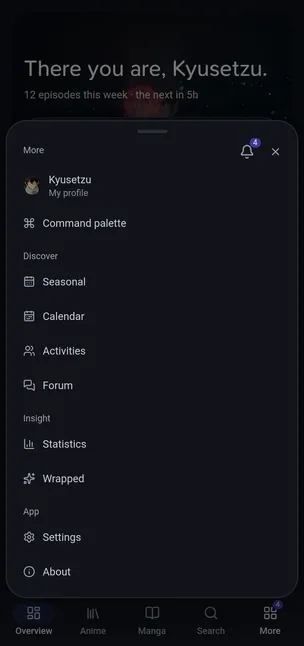 There you are, Kyusetzu.
12 episodes this week · the next in 5h
More
4
Kyusetzu
My profile
Command palette
Discover
Seasonal
Calendar
Activities
Forum
Insight
Statistics
Wrapped
App
Settings
About
4
Overview Anime Manga Search More